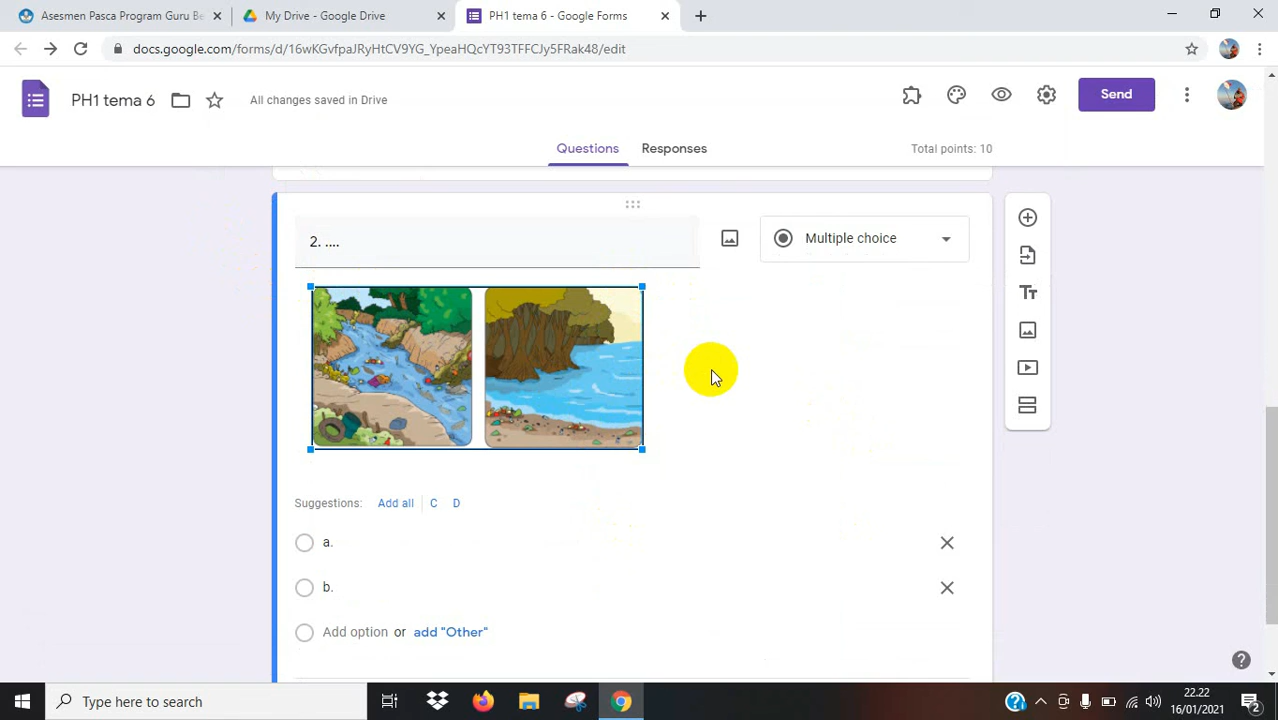 Asesmen Pasca Program Guru Be
My Drive - Google Drive
PH1 tema 6 - Google Forms
docs.google.com/forms/d/16wKGvfpaJRyHtCV9YG_YpeaHQcYT93TFFCJy5FRak48/edit
PH1 tema 6
All changes saved in Drive
Send
Questions
Responses
Total points: 10
2. ....
Multiple choice
Tт
Suggestions: Add all C D
a.
b.
Add option or add "Other"
Type here to search
22.22
16/01/2021
2